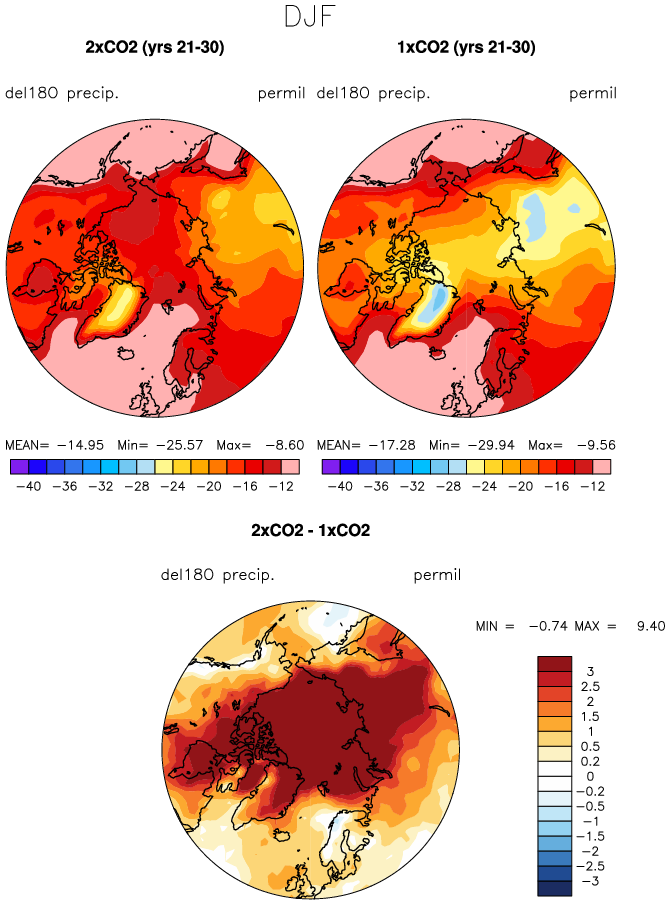 DJF
2xCO2 (yrs 21-30) 1xCO2 (yrs 21-30)
del18O precip. permil del18O precip. permil
MEAN= -14.95 Min= -25.57 Max= -8.60 MEAN= -17.28 Min= -29.94 Max= -9.56
-40 -36 -32 -28 -24 -20 -16 -12 -40 -36 -32 -28 -24 -20 -16 -12
2xCO2 - 1xCO2
del18O precip. permil
MIN = -0.74 MAX = 9.40
3
2.5
2
1.5
1
0.5
0.2
0
-0.2
-0.5
-1
-1.5
-2
-2.5
-3